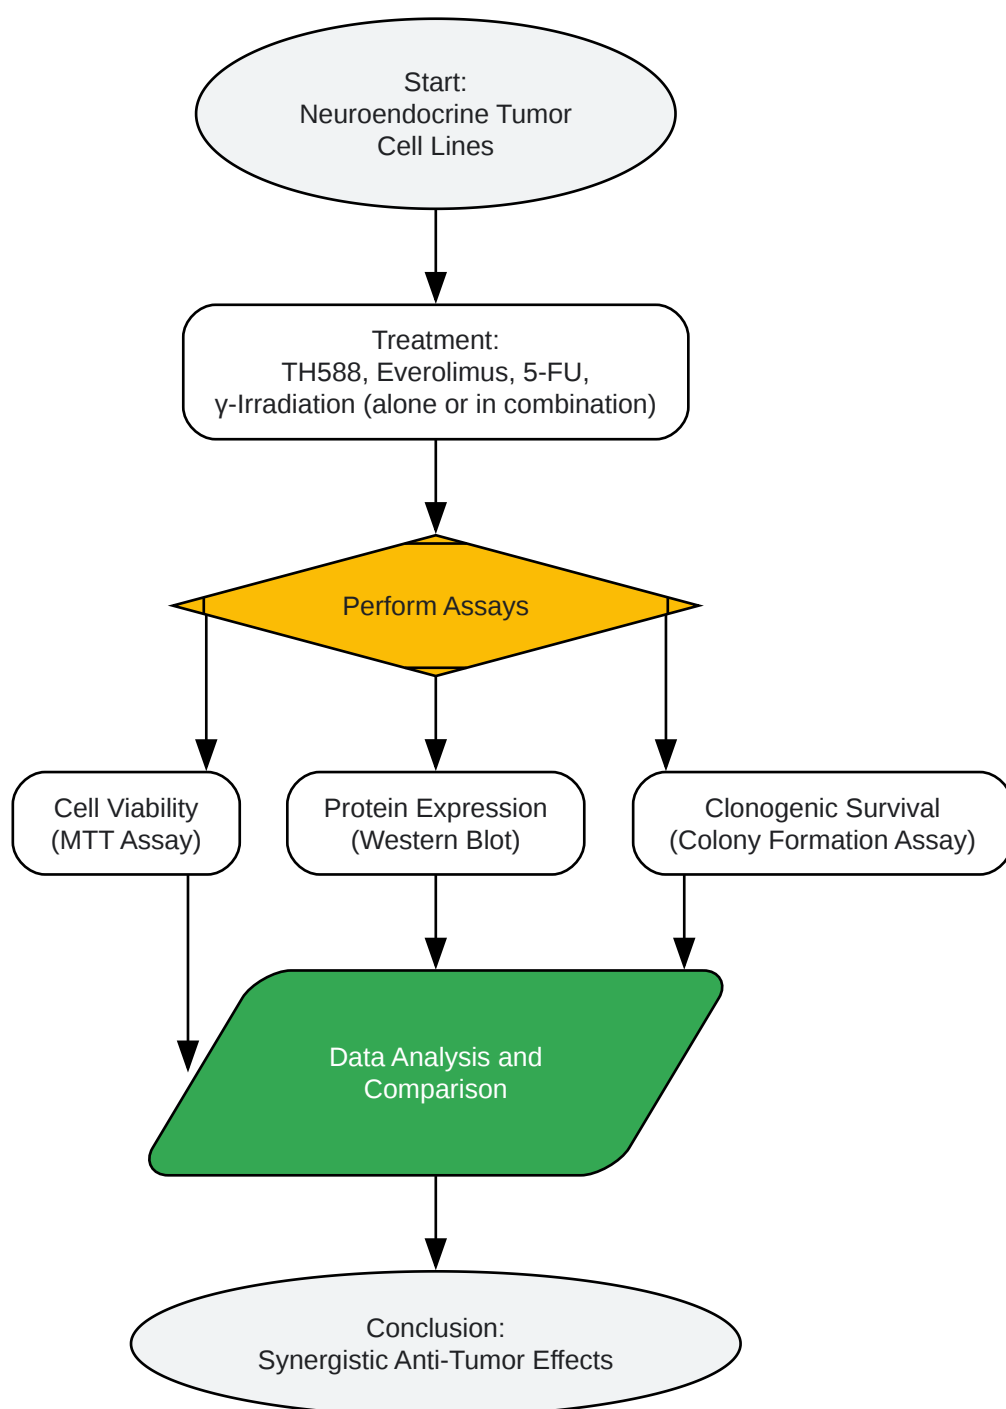 Start:
Neuroendocrine Tumor
Cell Lines
Treatment:
TH588, Everolimus, 5-FU,
γ-Irradiation (alone or in combination)
Perform Assays
Cell Viability
(MTT Assay)
Protein Expression
(Western Blot)
Clonogenic Survival
(Colony Formation Assay)
Data Analysis and
Comparison
Conclusion:
Synergistic Anti-Tumor Effects